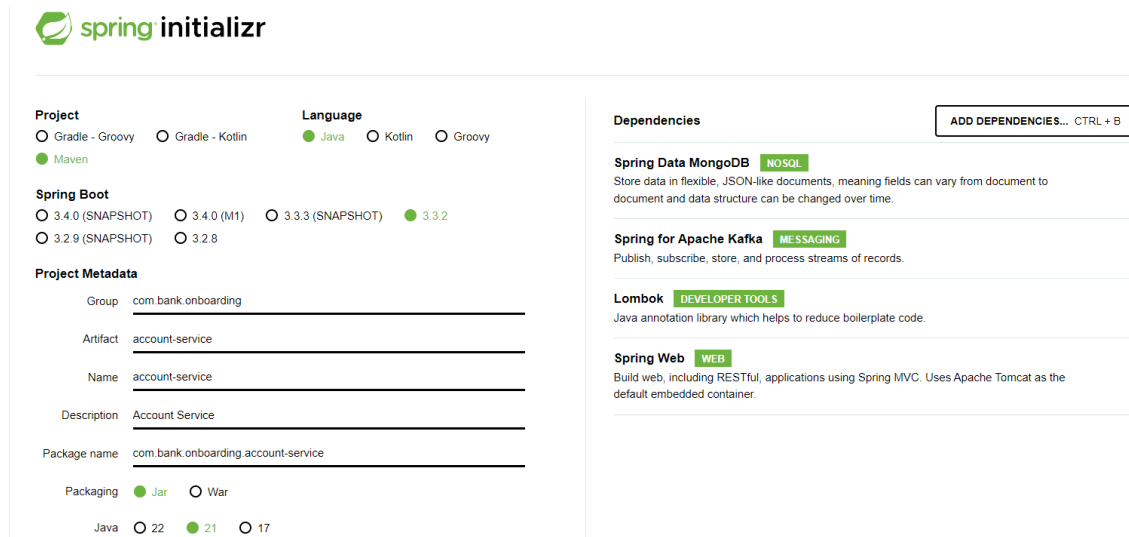 spring initializr
Project
Gradle - Groovy Gradle - Kotlin
Maven
Language
Java Kotlin Groovy
Spring Boot
3.4.0 (SNAPSHOT) 3.4.0 (M1) 3.3.3 (SNAPSHOT) 3.3.2
3.2.9 (SNAPSHOT) 3.2.8
Project Metadata
Group com.bank.onboarding
Artifact account-service
Name account-service
Description Account Service
Package name com.bank.onboarding.account-service
Packaging Jar War
Java 22 21 17
Dependencies
ADD DEPENDENCIES... CTRL + B
Spring Data MongoDB NOSQL
Store data in flexible, JSON-like documents, meaning fields can vary from document to
document and data structure can be changed over time.
Spring for Apache Kafka MESSAGING
Publish, subscribe, store, and process streams of records.
Lombok DEVELOPER TOOLS
Java annotation library which helps to reduce boilerplate code.
Spring Web WEB
Build web, including RESTful, applications using Spring MVC. Uses Apache Tomcat as the
default embedded container.